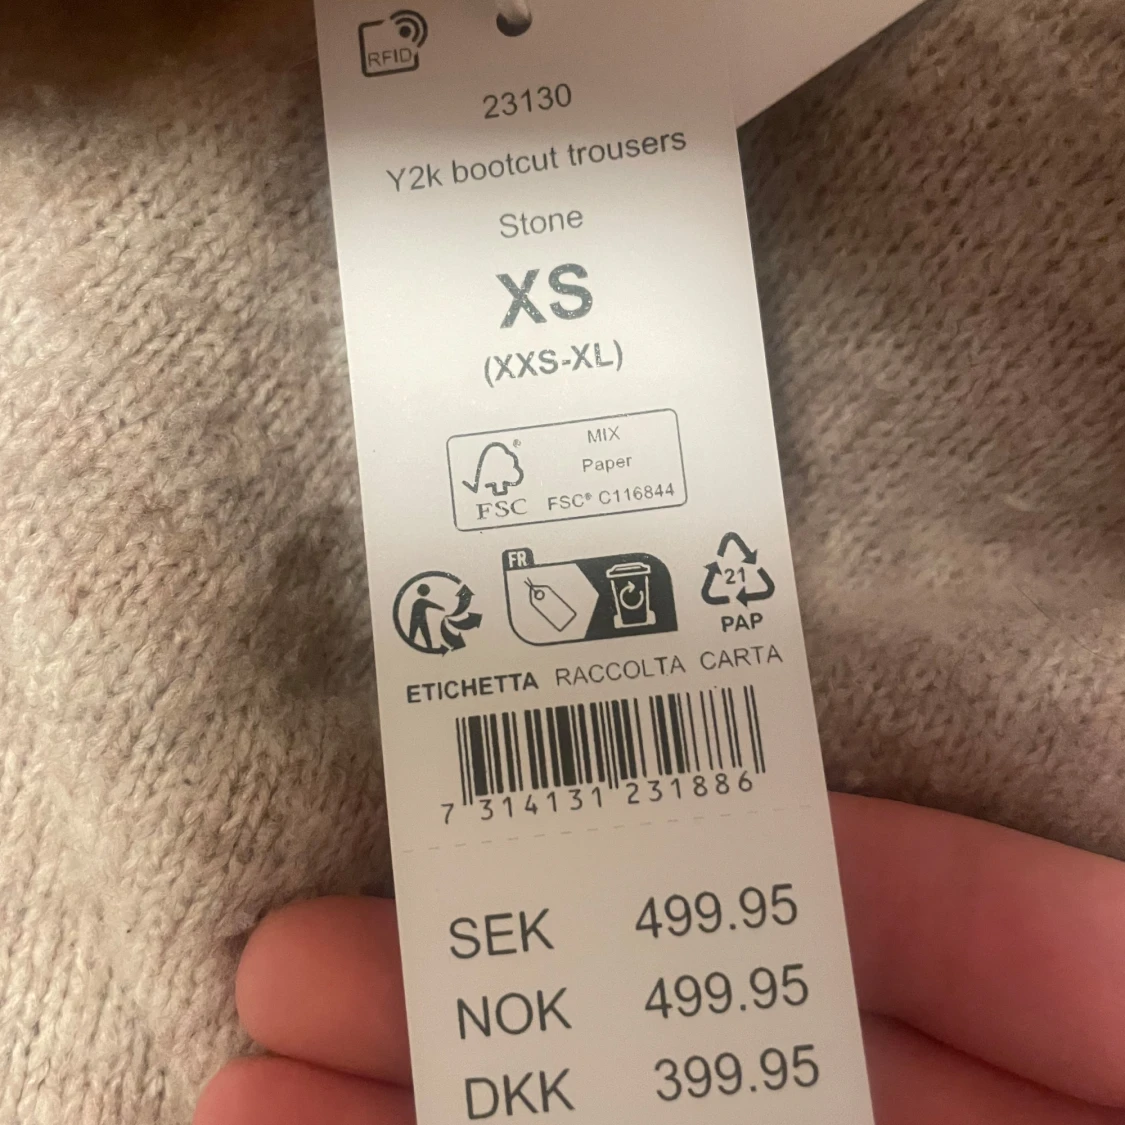 RFID
23130
Y2k bootcut trousers
Stone
XS
(XXS-XL)
MIX
Paper
FSC® C116844
FSC
FR
21
PAP
ETICHETTA RACCOLTA CARTA
7 314131 231886
SEK 499.95
NOK 499.95
DKK 399.95